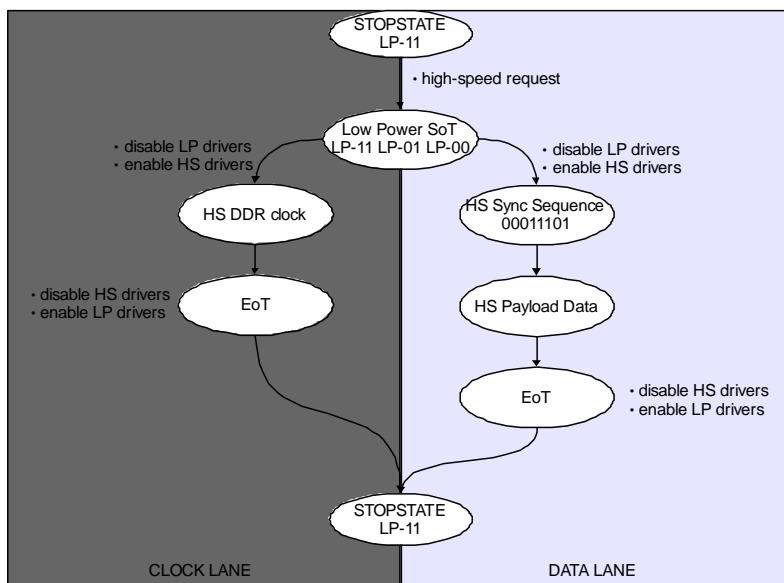 STOPSTATE
LP-11
• high-speed request
Low Power SoT
LP-11 LP-01 LP-00
• disable LP drivers
• enable HS drivers
• disable LP drivers
• enable HS drivers
HS DDR clock
HS Sync Sequence
00011101
• disable HS drivers
• enable LP drivers
EoT
HS Payload Data
EoT
• disable HS drivers
• enable LP drivers
STOPSTATE
LP-11
CLOCK LANE
DATA LANE